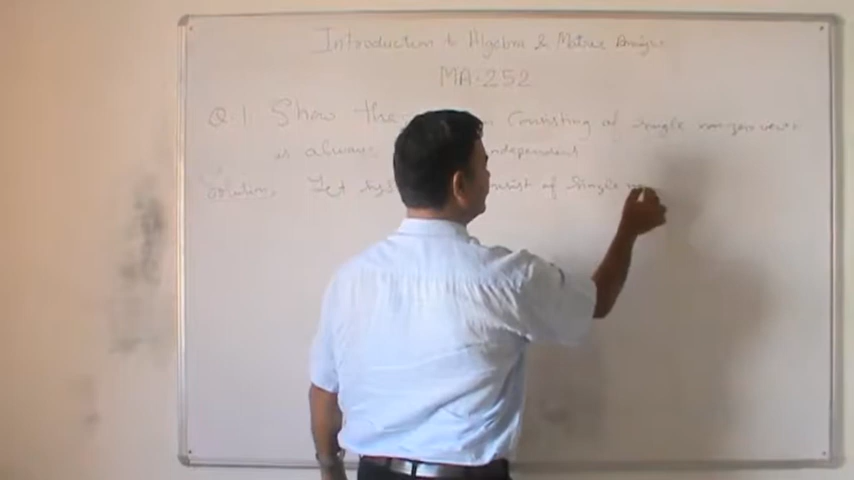 Introduction to Algebra & Matrix
MA-252
Q.1 Show the Consisting of single non-zero vector
is always independent
Solution. Let consist of single